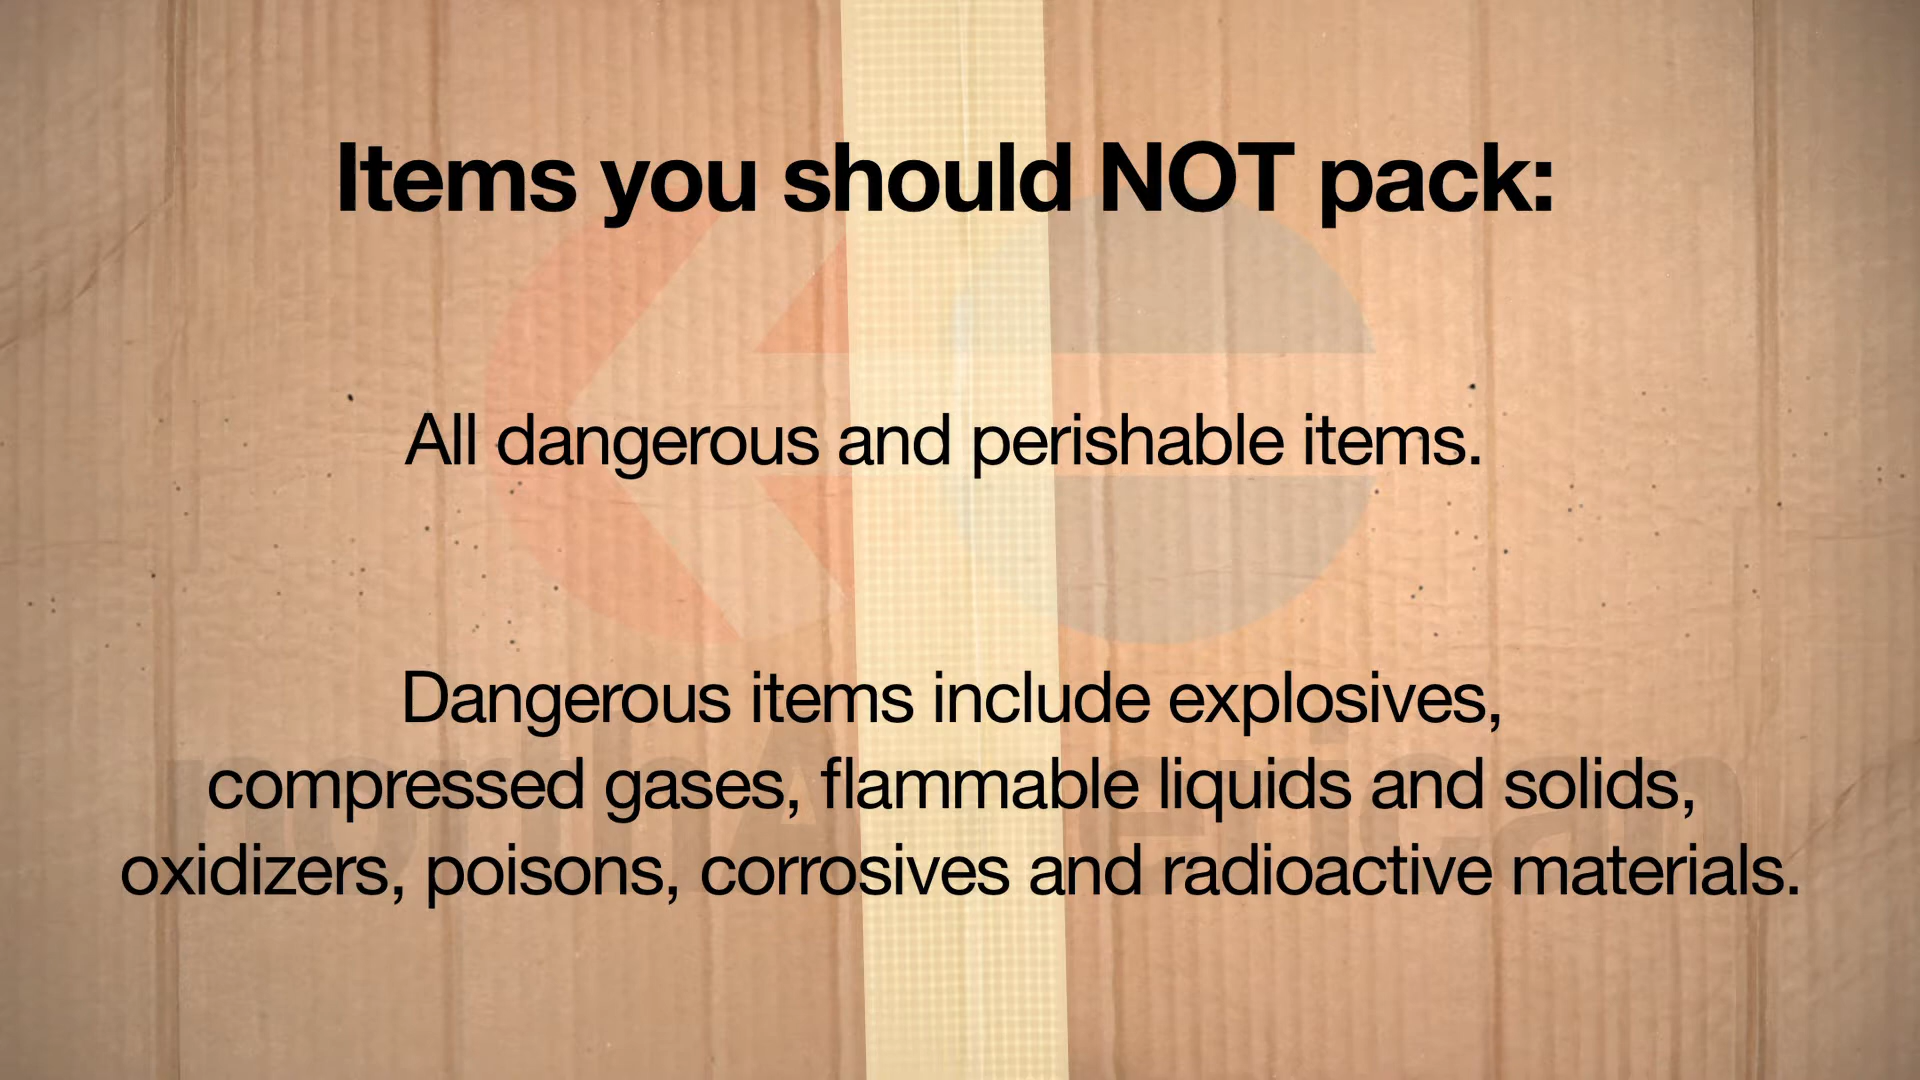 Items you should NOT pack:
All dangerous and perishable items.
Dangerous items include explosives,
compressed gases, flammable liquids and solids,
oxidizers, poisons, corrosives and radioactive materials.